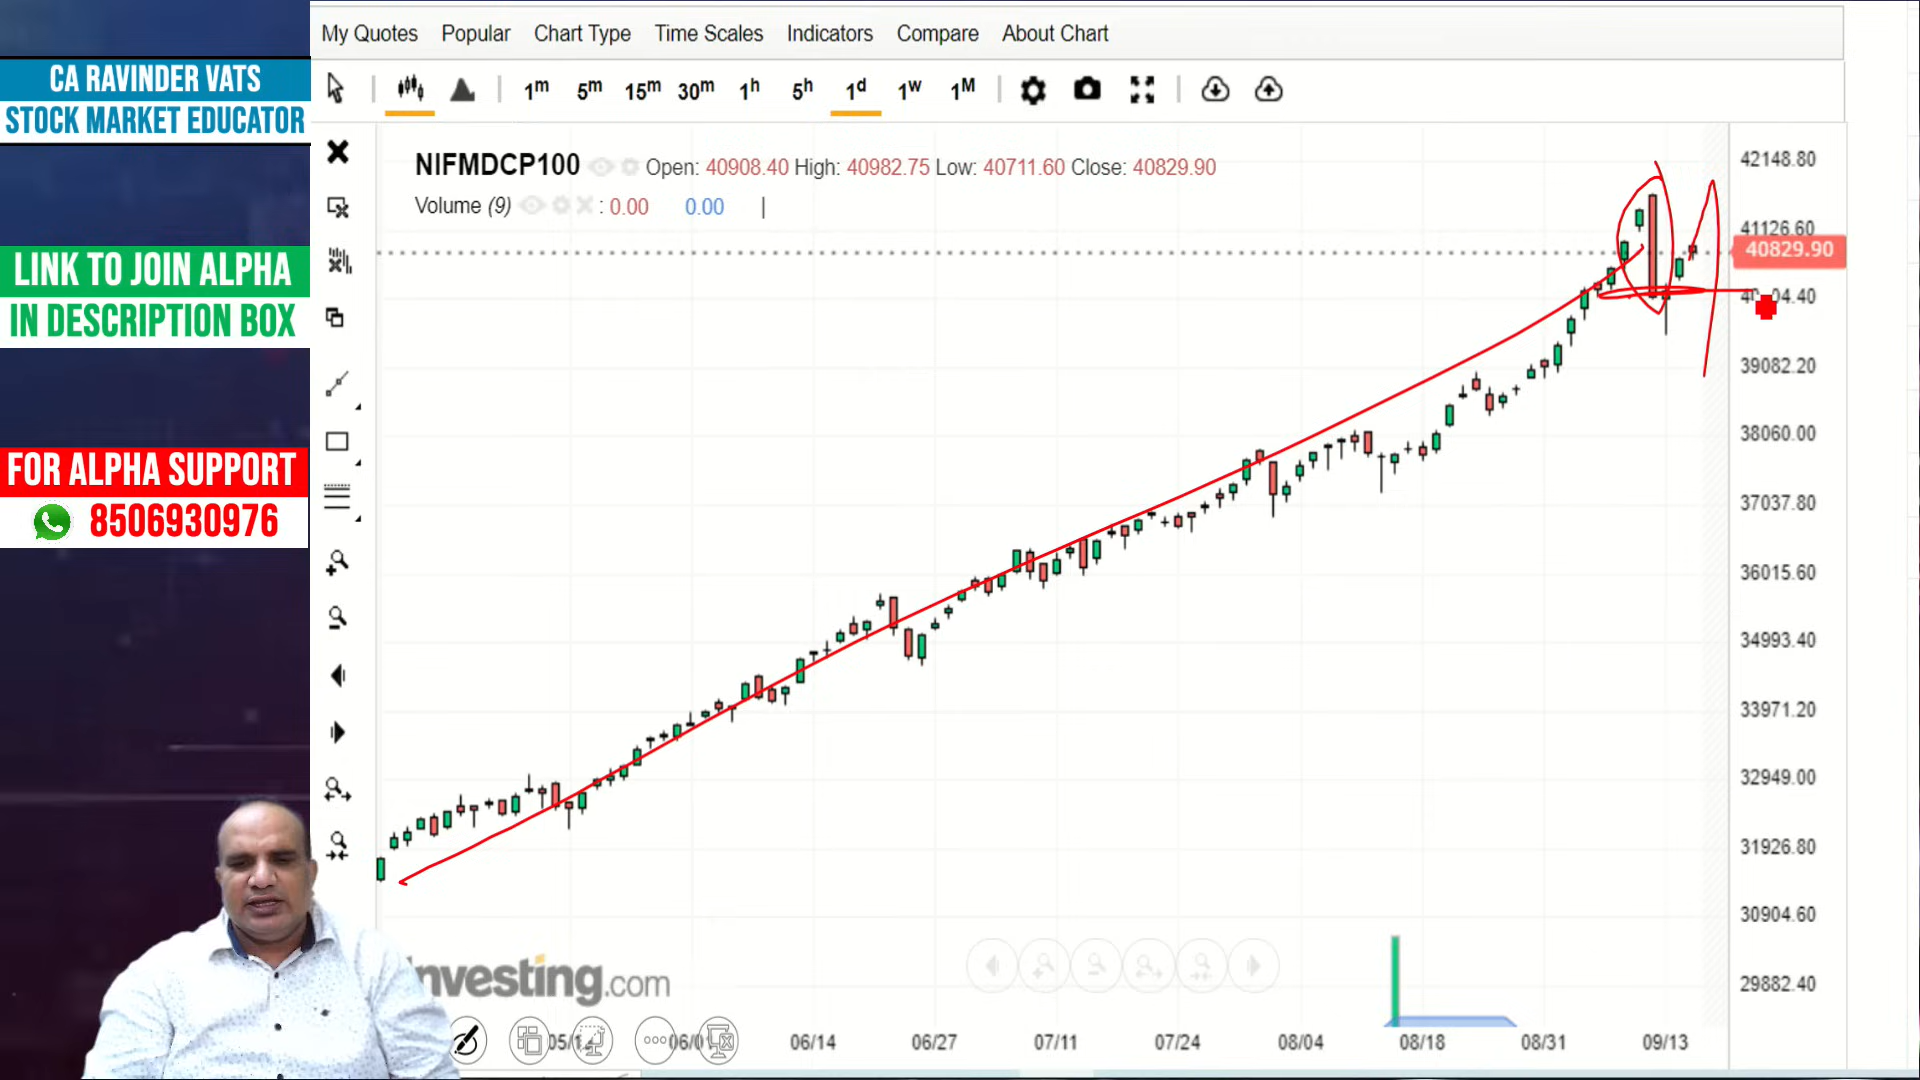 My Quotes Popular Chart Type Time Scales Indicators Compare About Chart
CA RAVINDER VATS
STOCK MARKET EDUCATOR
1m 5m 15m 30m 1h 5h 1d 1w 1M
NIFMDCP100 Open: 40908.40 High: 40982.75 Low: 40711.60 Close: 40829.90
Volume (9) : 0.00 0.00 |
LINK TO JOIN ALPHA
IN DESCRIPTION BOX
FOR ALPHA SUPPORT
8506930976
42148.80
41126.60
40829.90
39082.20
38060.00
37037.80
36015.60
34993.40
33971.20
32949.00
31926.80
30904.60
29882.40
Investing.com
06/14 06/27 07/11 07/24 08/04 08/18 08/31 09/13